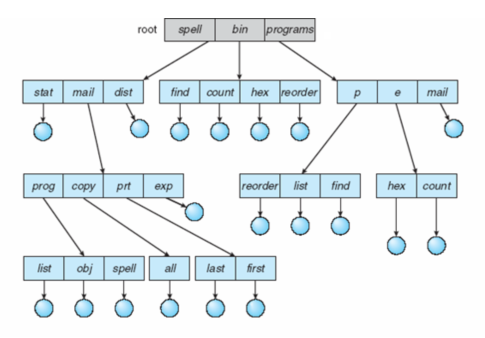 root spell bin programs
stat mail dist find count hex reorder p e mail
prog copy prt exp reorder list find hex count
list obj spell all last first